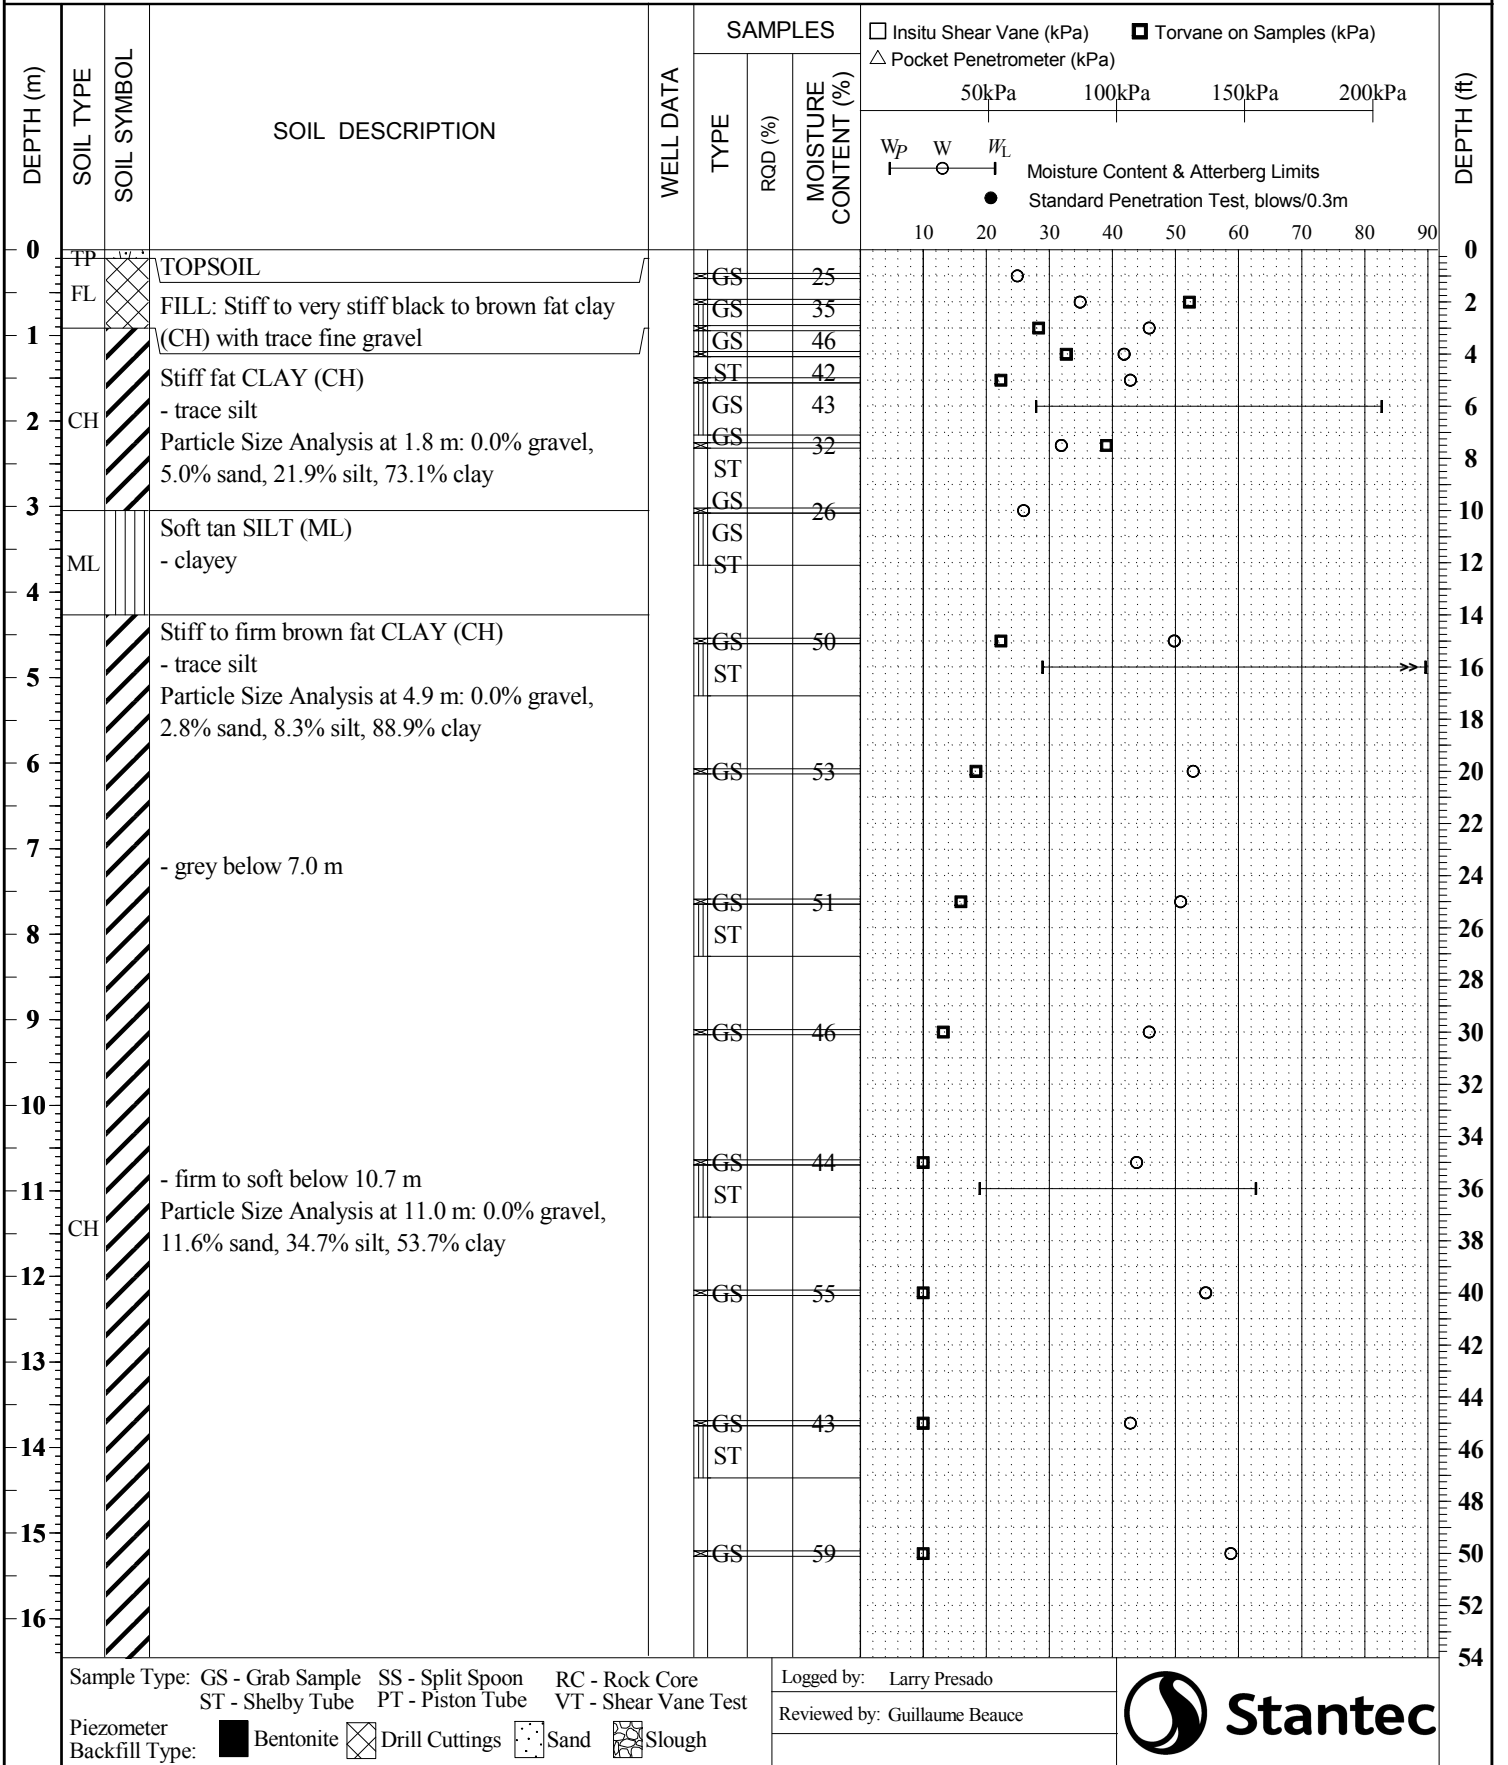 DEPTH (m)
SOIL TYPE
SOIL SYMBOL
SOIL DESCRIPTION
WELL DATA
SAMPLES
TYPE
RQD (%)
MOISTURE
CONTENT (%)
Insitu Shear Vane (kPa) Torvane on Samples (kPa)
Pocket Penetrometer (kPa)
50kPa 100kPa 150kPa 200kPa
WP W WL
Moisture Content & Atterberg Limits
Standard Penetration Test, blows/0.3m
10 20 30 40 50 60 70 80 90
DEPTH (ft)
0
1
2
3
4
5
6
7
8
9
10
11
12
13
14
15
16
TP
FL
CH
ML
CH
TOPSOIL
FILL: Stiff to very stiff black to brown fat clay
(CH) with trace fine gravel
Stiff fat CLAY (CH)
- trace silt
Particle Size Analysis at 1.8 m: 0.0% gravel,
5.0% sand, 21.9% silt, 73.1% clay
Soft tan SILT (ML)
- clayey
Stiff to firm brown fat CLAY (CH)
- trace silt
Particle Size Analysis at 4.9 m: 0.0% gravel,
2.8% sand, 8.3% silt, 88.9% clay
- grey below 7.0 m
- firm to soft below 10.7 m
Particle Size Analysis at 11.0 m: 0.0% gravel,
11.6% sand, 34.7% silt, 53.7% clay
GS 25
GS 35
GS 46
ST 42
GS 43
GS 32
ST
GS 26
GS
ST
GS 50
ST
GS 53
GS 51
ST
GS 46
GS 44
ST
GS 55
GS 43
ST
GS 59
0
2
4
6
8
10
12
14
16
18
20
22
24
26
28
30
32
34
36
38
40
42
44
46
48
50
52
54
Sample Type: GS - Grab Sample SS - Split Spoon RC - Rock Core
ST - Shelby Tube PT - Piston Tube VT - Shear Vane Test
Piezometer
Backfill Type: Bentonite Drill Cuttings Sand Slough
Logged by: Larry Presado
Reviewed by: Guillaume Beauce
Stantec